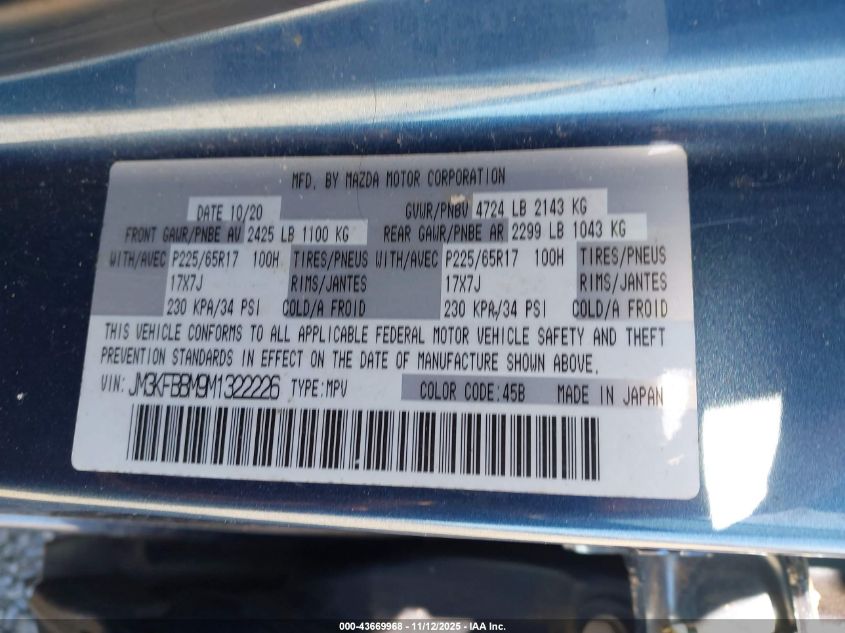 MFD. BY MAZDA MOTOR CORPORATION
DATE 10/20 GVWR/PNBV 4724 LB 2143 KG
FRONT GAWR/PNBE AV 2425 LB 1100 KG REAR GAWR/PNBE AR 2299 LB 1043 KG
WITH/AVEC P225/65R17 100H TIRES/PNEUS WITH/AVEC P225/65R17 100H TIRES/PNEUS
17X7J RIMS/JANTES 17X7J RIMS/JANTES
230 KPA/34 PSI COLD/A FROID 230 KPA/34 PSI COLD/A FROID
THIS VEHICLE CONFORMS TO ALL APPLICABLE FEDERAL MOTOR VEHICLE SAFETY AND THEFT
PREVENTION STANDARDS IN EFFECT ON THE DATE OF MANUFACTURE SHOWN ABOVE.
VIN: JM3KFBBM9M1322226 TYPE:MPV COLOR CODE:45B MADE IN JAPAN
000-43669968 - 11/12/2025 - IAA Inc.